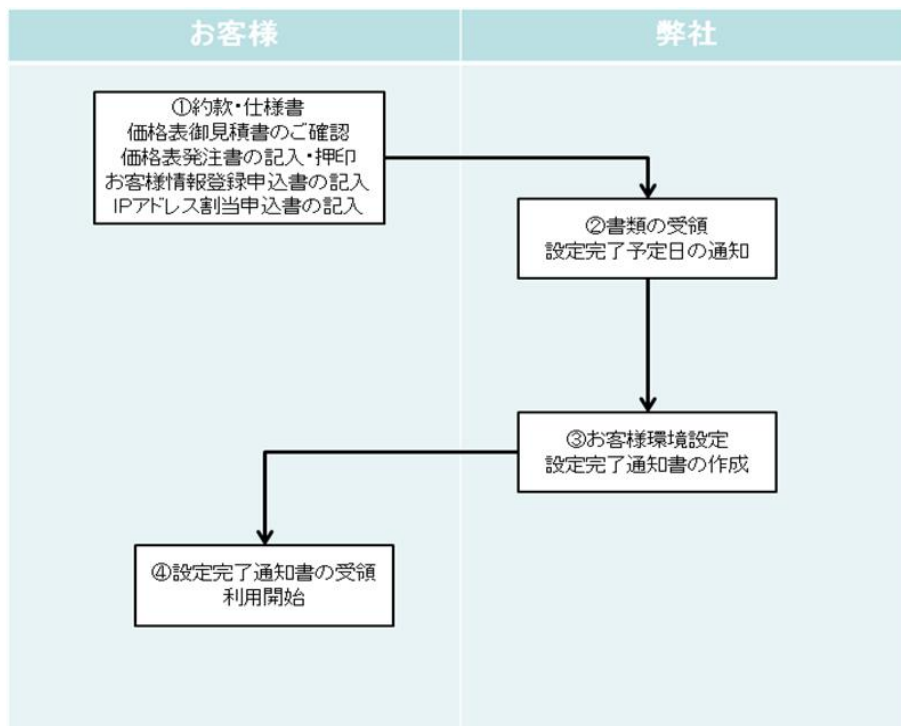 お客様
弊社
①約款・仕様書
価格表御見積書のご確認
価格表発注書の記入・押印
お客様情報登録申込書の記入
IPアドレス割当申込書の記入
②書類の受領
設定完了予定日の通知
③お客様環境設定
設定完了通知書の作成
④設定完了通知書の受領
利用開始